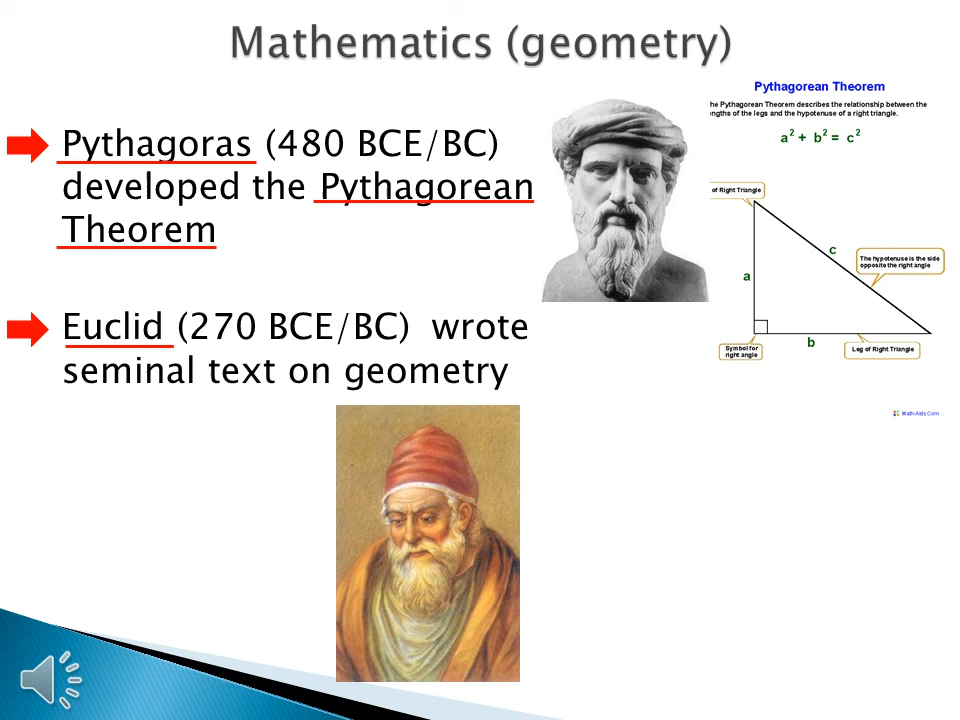 Mathematics (geometry)
Pythagoras (480 BCE/BC)
developed the Pythagorean
Theorem
Euclid (270 BCE/BC)  wrote
seminal text on geometry
Pythagorean Theorem
he Pythagorean Theorem describes the relationship between the
ngths of the legs and the hypotenuse of a right triangle.
a² + b² = c²
of Right Triangle
c
The hypotenuse is the side
opposite the right angle
a
b
Symbol for
right angle
Leg of Right Triangle
Math-Aids.Com